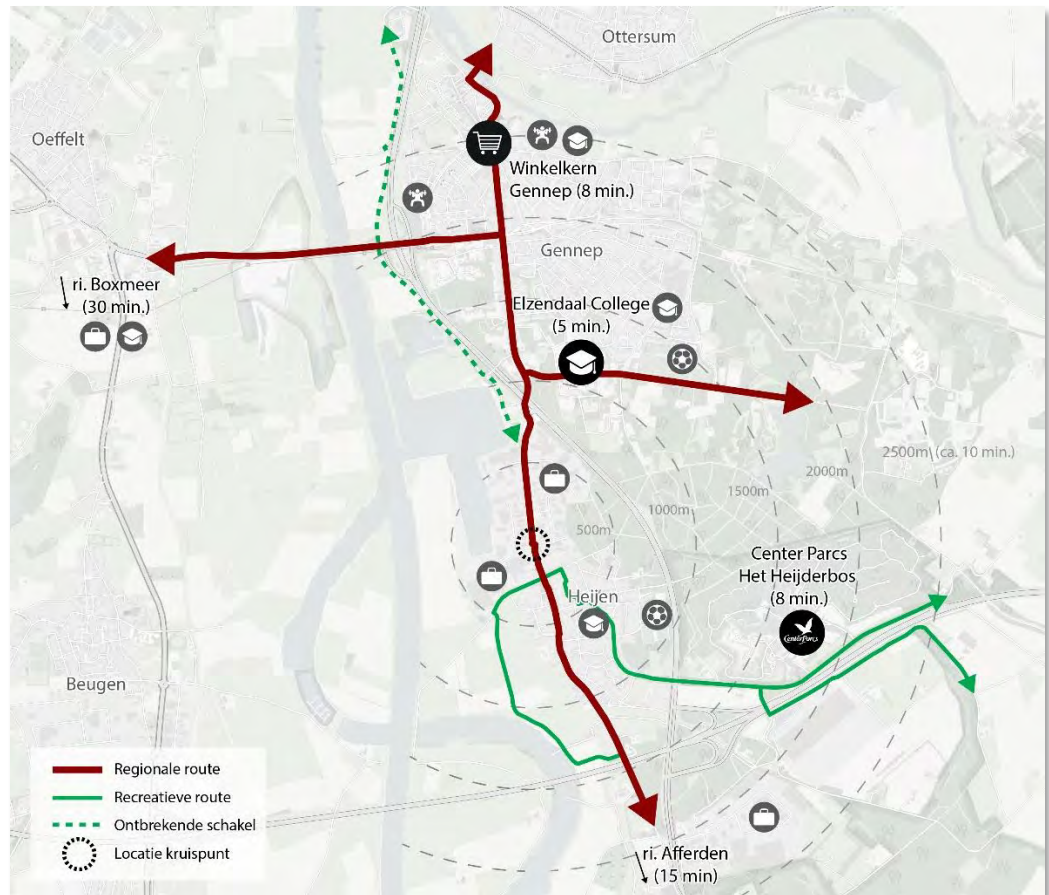 Ottersum
Oeffelt
Winkelkern
Gennep (8 min.)
Gennep
ri. Boxmeer
(30 min.)
Elzendaal College
(5 min.)
2500m (ca. 10 min.)
2000m
1500m
1000m
500m
Center Parcs
Het Heijderbos
(8 min.)
CenterParcs
Heijen
Beugen
Regionale route
Recreatieve route
Ontbrekende schakel
Locatie kruispunt
ri. Afferden
(15 min)